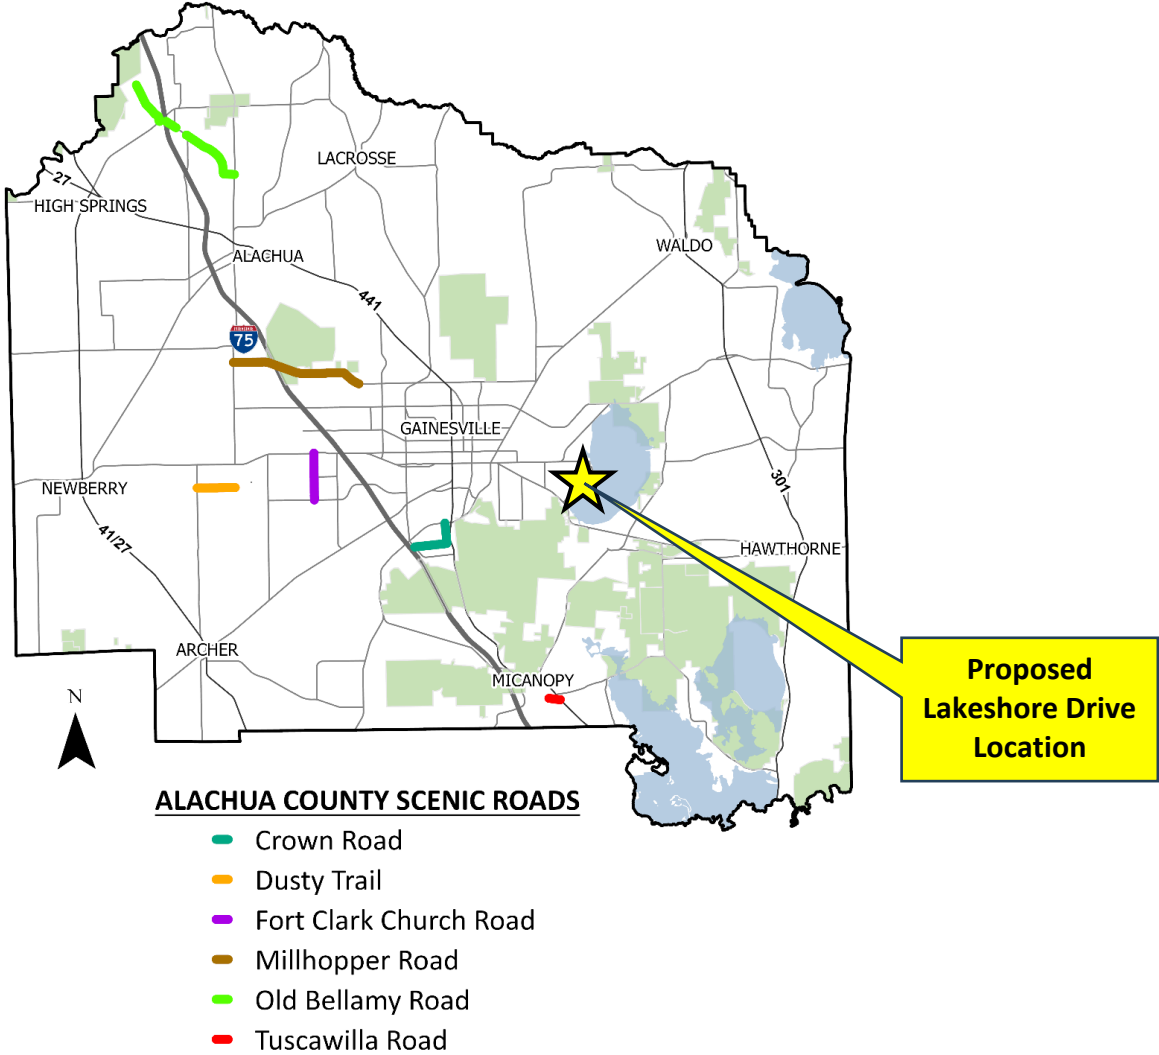 LACROSSE
27
HIGH SPRINGS
WALDO
ALACHUA
441
75
GAINESVILLE
NEWBERRY
301
41/27
HAWTHORNE
ARCHER
MICANOPY
Proposed
Lakeshore Drive
Location
N
ALACHUA COUNTY SCENIC ROADS
Crown Road
Dusty Trail
Fort Clark Church Road
Millhopper Road
Old Bellamy Road
Tuscawilla Road